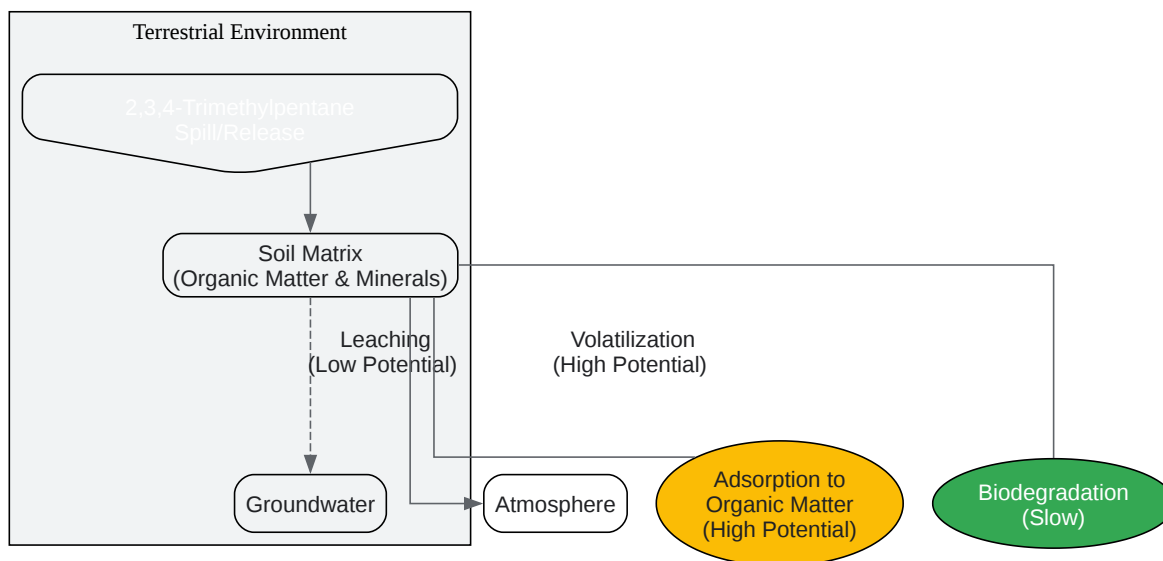 Terrestrial Environment
2,3,4-Trimethylpentane
Spill/Release
Soil Matrix
(Organic Matter & Minerals)
Leaching
(Low Potential)
Volatilization
(High Potential)
Groundwater
Atmosphere
Adsorption to
Organic Matter
(High Potential)
Biodegradation
(Slow)